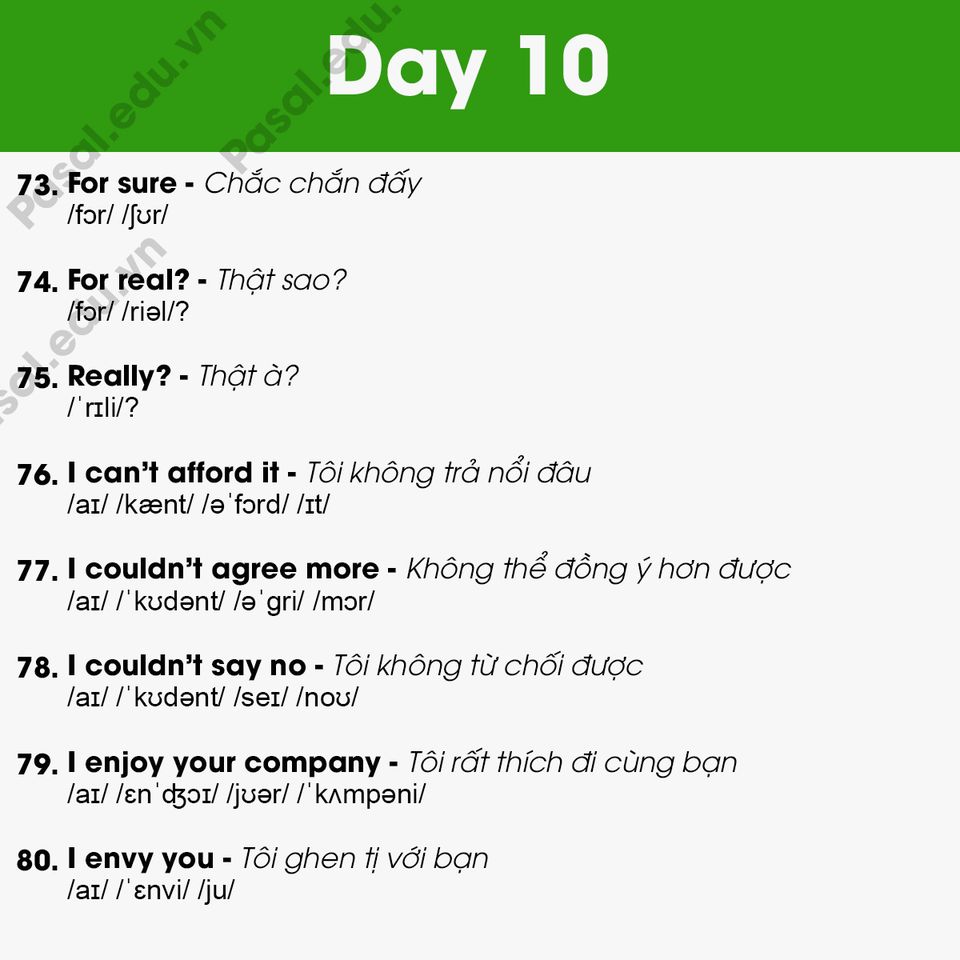 Day 10
Pasal.edu.vn
Pasal.edu.
73. For sure - Chắc chắn đấy
/fɔr/ /ʃʊr/
74. For real? - Thật sao?
/fɔr/ /riəl/?
75. Really? - Thật à?
/ˈrɪli/?
asal.edu.vn
76. I can't afford it - Tôi không trả nổi đâu
/aɪ/ /kænt/ /əˈfɔrd/ /ɪt/
77. I couldn't agree more - Không thể đồng ý hơn được
/aɪ/ /ˈkʊdənt/ /əˈgri/ /mɔr/
78. I couldn't say no - Tôi không từ chối được
/aɪ/ /ˈkʊdənt/ /seɪ/ /noʊ/
79. I enjoy your company - Tôi rất thích đi cùng bạn
/aɪ/ /ɛnˈʤɔɪ/ /jʊər/ /ˈkʌmpəni/
80. I envy you - Tôi ghen tị với bạn
/aɪ/ /ˈɛnvi/ /ju/